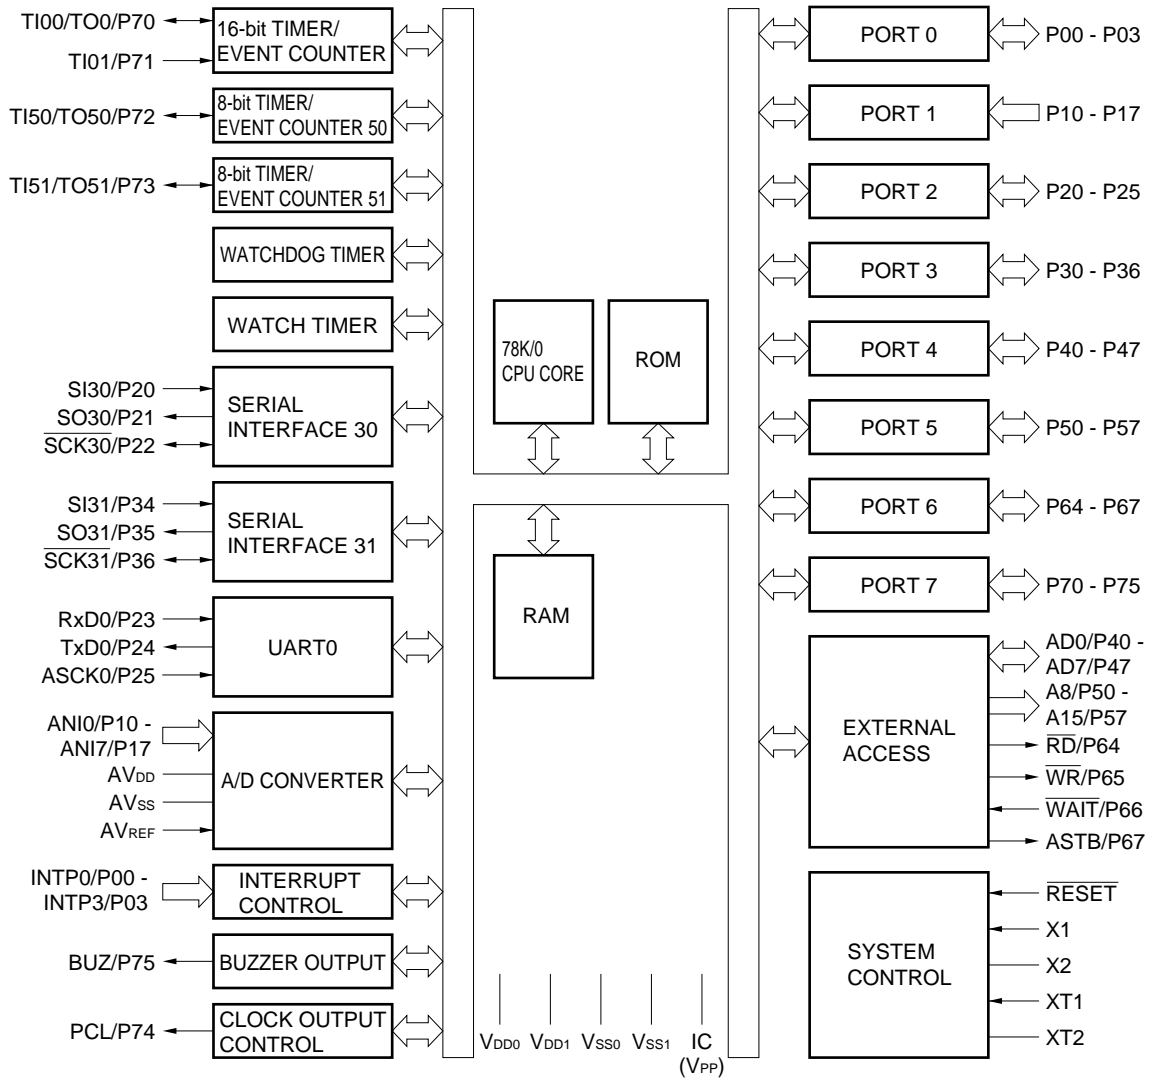 TI00/TO0/P70
TI01/P71
16-bit TIMER/
EVENT COUNTER
TI50/TO50/P72
8-bit TIMER/
EVENT COUNTER 50
TI51/TO51/P73
8-bit TIMER/
EVENT COUNTER 51
WATCHDOG TIMER
WATCH TIMER
SI30/P20
SO30/P21
SCK30/P22
SERIAL
INTERFACE 30
SI31/P34
SO31/P35
SCK31/P36
SERIAL
INTERFACE 31
RxD0/P23
TxD0/P24
ASCK0/P25
UART0
ANI0/P10 -
ANI7/P17
AVDD
AVSS
AVREF
A/D CONVERTER
INTP0/P00 -
INTP3/P03
INTERRUPT
CONTROL
BUZ/P75
BUZZER OUTPUT
PCL/P74
CLOCK OUTPUT
CONTROL
78K/0
CPU CORE
ROM
RAM
VDD0
VDD1
VSS0
VSS1
IC
(VPP)
PORT 0
P00 - P03
PORT 1
P10 - P17
PORT 2
P20 - P25
PORT 3
P30 - P36
PORT 4
P40 - P47
PORT 5
P50 - P57
PORT 6
P64 - P67
PORT 7
P70 - P75
EXTERNAL
ACCESS
AD0/P40 -
AD7/P47
A8/P50 -
A15/P57
RD/P64
WR/P65
WAIT/P66
ASTB/P67
SYSTEM
CONTROL
RESET
X1
X2
XT1
XT2